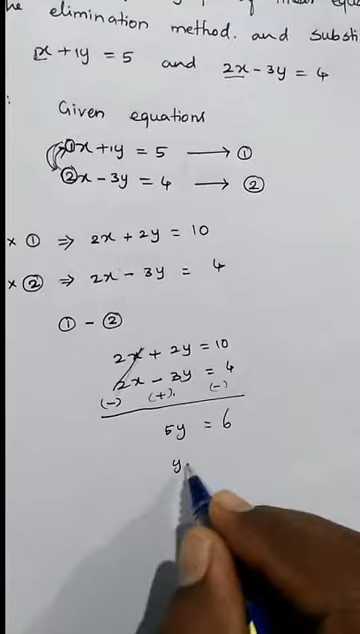 elimination method. and
x + 1y = 5 and 2x - 3y = 4
Given equations
①x + 1y = 5 → ①
②x - 3y = 4 → ②
x ① ⇒ 2x + 2y = 10
x ② ⇒ 2x - 3y = 4
① - ②
2x + 2y = 10
2x - 3y = 4
(-) (+). (-)
5y = 6
y